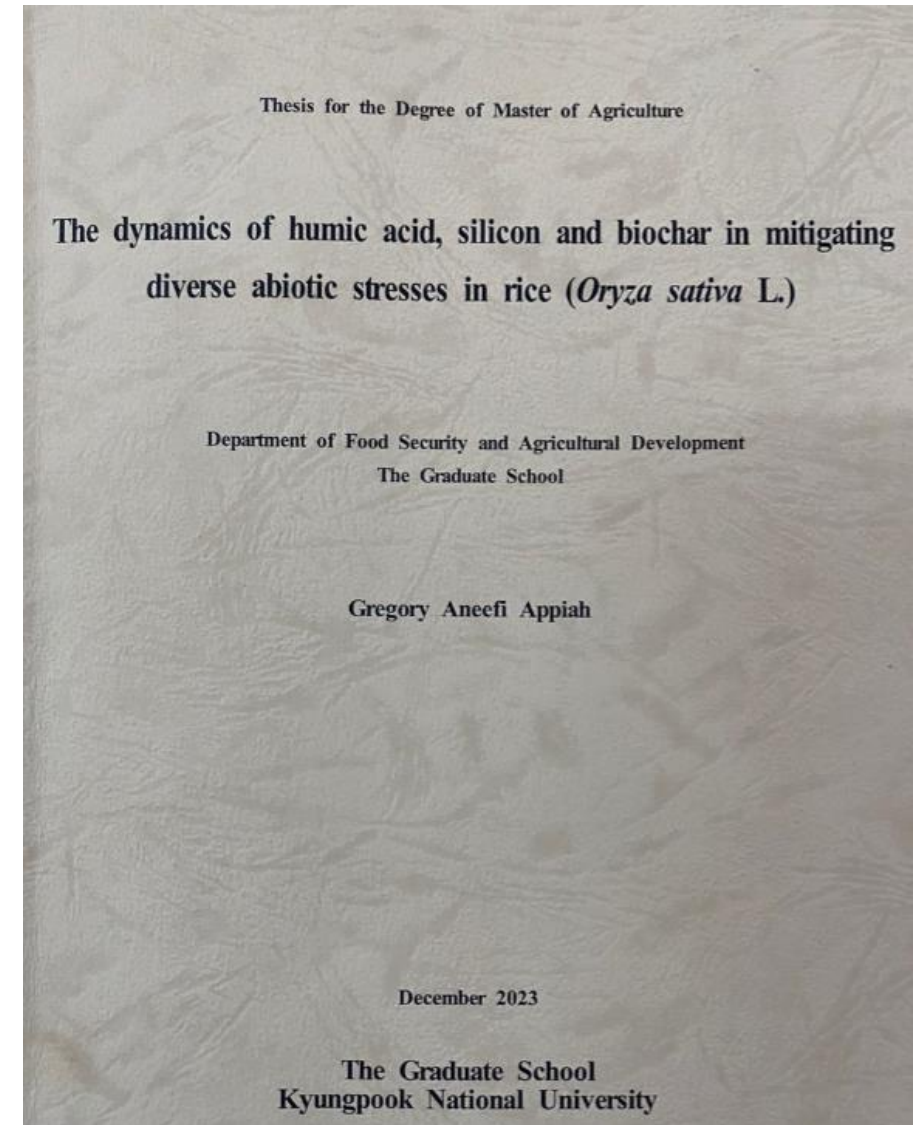 Thesis for the Degree of Master of Agriculture
The dynamics of humic acid, silicon and biochar in mitigating
diverse abiotic stresses in rice (Oryza sativa L.)
Department of Food Security and Agricultural Development
The Graduate School
Gregory Aneefi Appiah
December 2023
The Graduate School
Kyungpook National University